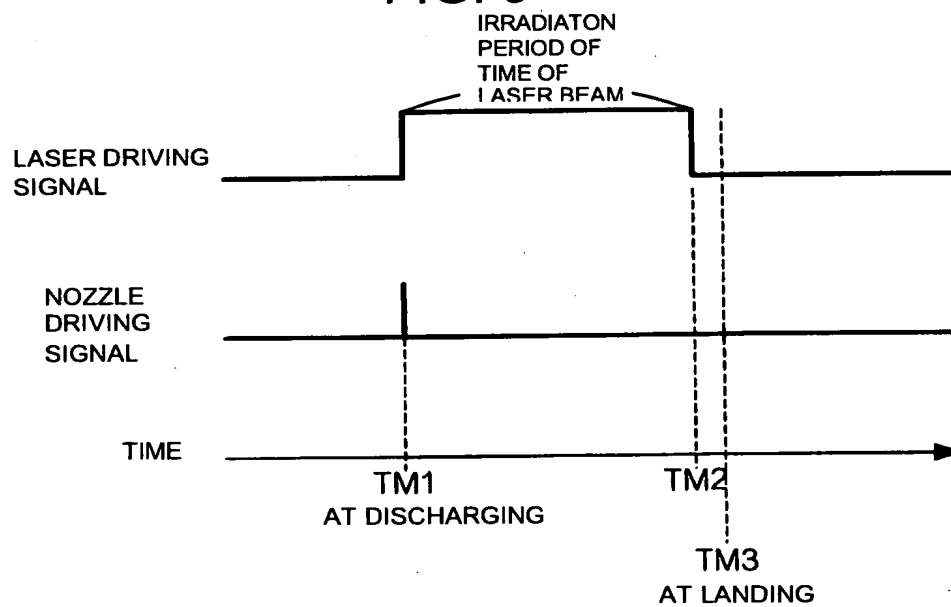 IRRADIATON
PERIOD OF
TIME OF
LASER BEAM
LASER DRIVING
SIGNAL
NOZZLE
DRIVING
SIGNAL
TIME
TM1
AT DISCHARGING
TM2
TM3
AT LANDING